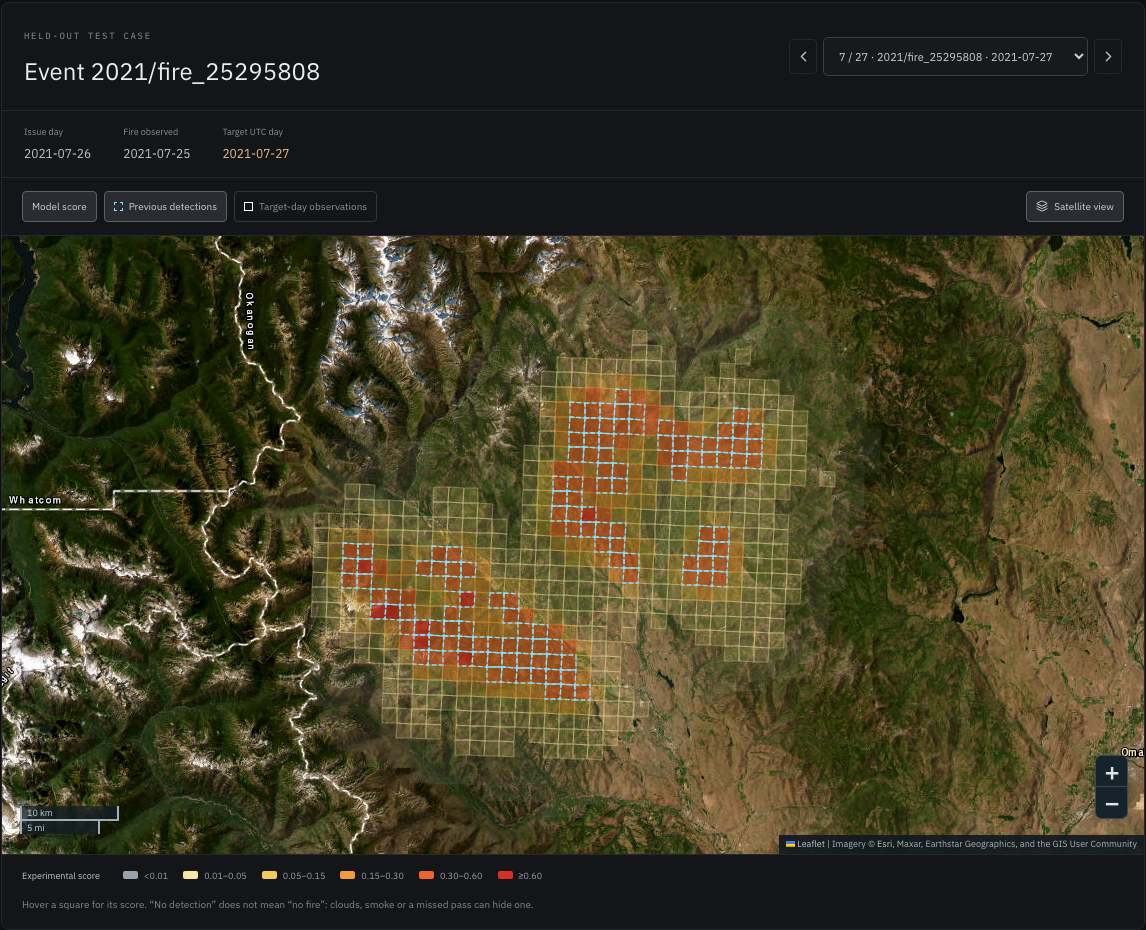 HELD-OUT TEST CASE
Event 2021/fire_25295808
7 / 27 · 2021/fire_25295808 · 2021-07-27
Issue day
Fire observed
Target UTC day
2021-07-26
2021-07-25
2021-07-27
Model score
Previous detections
Target-day observations
Satellite view
Okanogan
Whatcom
Oma
10 km
5 mi
+
−
Leaflet | Imagery © Esri, Maxar, Earthstar Geographics, and the GIS User Community
Experimental score
<0.01
0.01–0.05
0.05–0.15
0.15–0.30
0.30–0.60
≥0.60
Hover a square for its score. “No detection” does not mean “no fire”: clouds, smoke or a missed pass can hide one.